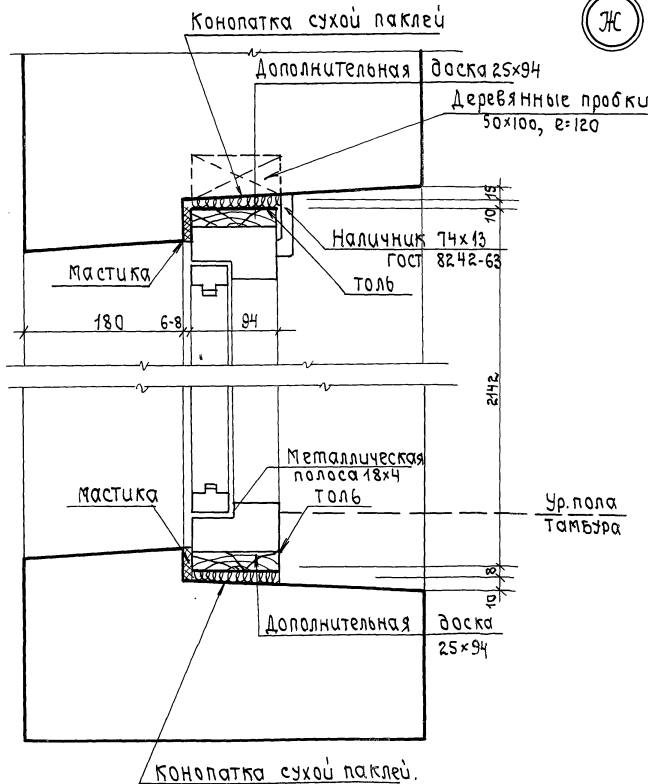 Конопатка сухой паклей
Ж
Дополнительная доска 25×94
Деревянные пробки
50×100, e=120
15
10
Наличник 74×13
ГОСТ 8242-63
Мастика
толь
180 6-8 94
2142
Металлическая
полоса 18×4
мастика
толь
Ур. пола
тамбура
8
10
Дополнительная доска
25×94
Конопатка сухой паклей.